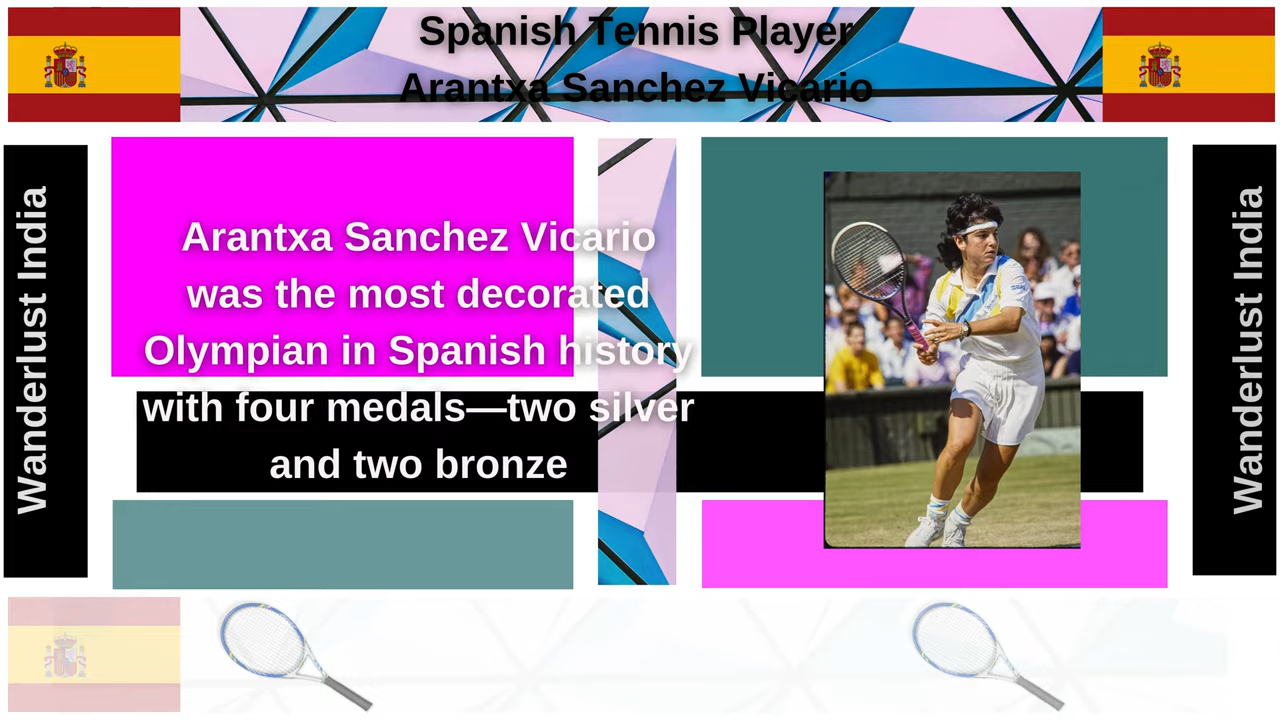 Spanish Tennis Player
Arantxa Sanchez Vicario
Wanderlust India
Arantxa Sanchez Vicario
was the most decorated
Olympian in Spanish history
with four medals—two silver
and two bronze
Wanderlust India